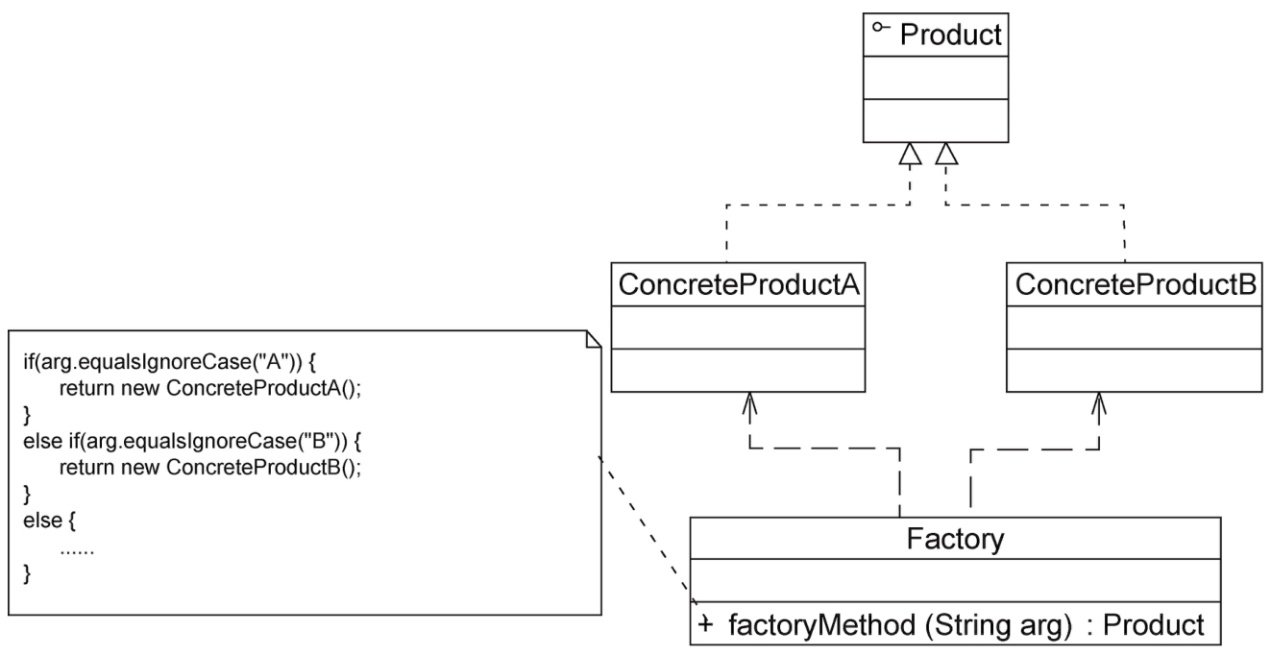 Product
ConcreteProductA
ConcreteProductB
if(arg.equalsIgnoreCase("A")) {
return new ConcreteProductA();
}
else if(arg.equalsIgnoreCase("B")) {
return new ConcreteProductB();
}
else {
......
}
Factory
+ factoryMethod (String arg) : Product